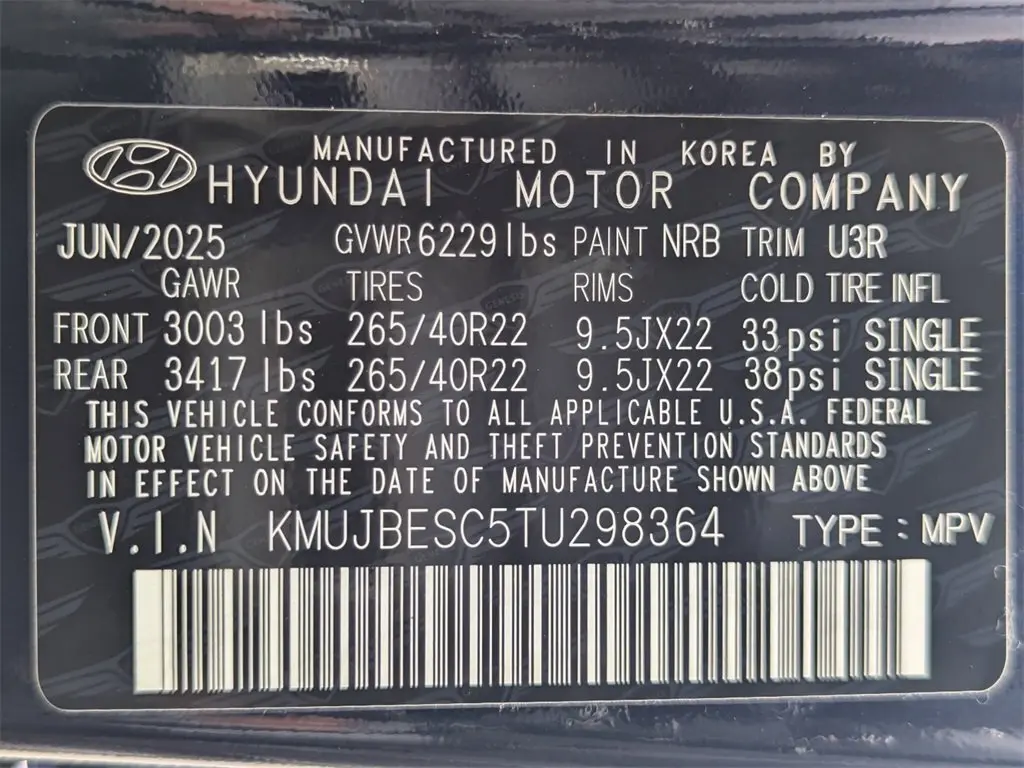 MANUFACTURED IN KOREA BY
HYUNDAI MOTOR COMPANY
JUN/2025 GVWR 6229 lbs PAINT NRB TRIM U3R
GAWR TIRES RIMS COLD TIRE INFL
FRONT 3003 lbs 265/40R22 9.5JX22 33psi SINGLE
REAR 3417 lbs 265/40R22 9.5JX22 38psi SINGLE
THIS VEHICLE CONFORMS TO ALL APPLICABLE U.S.A. FEDERAL
MOTOR VEHICLE SAFETY AND THEFT PREVENTION STANDARDS
IN EFFECT ON THE DATE OF MANUFACTURE SHOWN ABOVE
V.I.N KMUJBESC5TU298364 TYPE : MPV